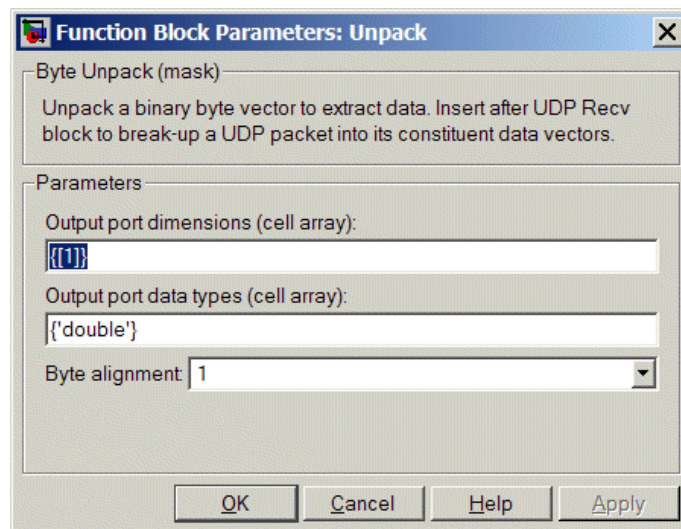 Function Block Parameters: Unpack
Byte Unpack (mask)
Unpack a binary byte vector to extract data. Insert after UDP Recv
block to break-up a UDP packet into its constituent data vectors.
Parameters
Output port dimensions (cell array):
{[1]}
Output port data types (cell array):
{'double'}
Byte alignment: 1
OK Cancel Help Apply